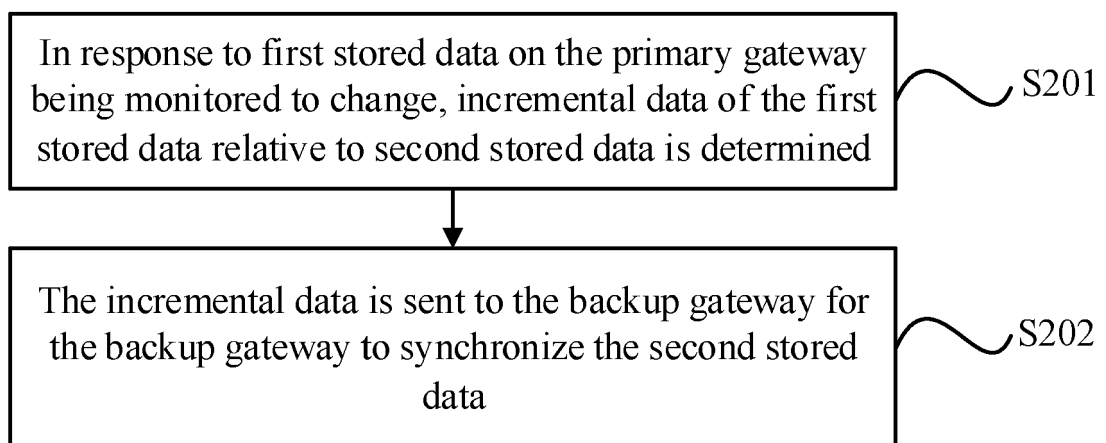 In response to first stored data on the primary gateway
being monitored to change, incremental data of the first
stored data relative to second stored data is determined
S201
The incremental data is sent to the backup gateway for
the backup gateway to synchronize the second stored
data
S202